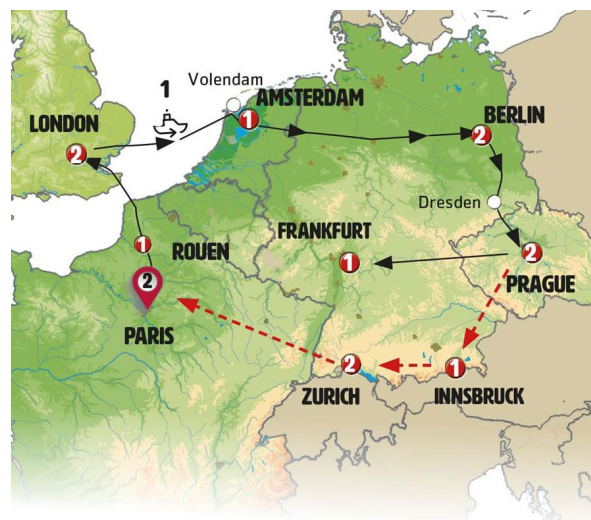 Volendam
1
AMSTERDAM
1
LONDON
2
BERLIN
2
Dresden
FRANKFURT
1
1
ROUEN
2
PRAGUE
2
PARIS
2
ZURICH
1
INNSBRUCK